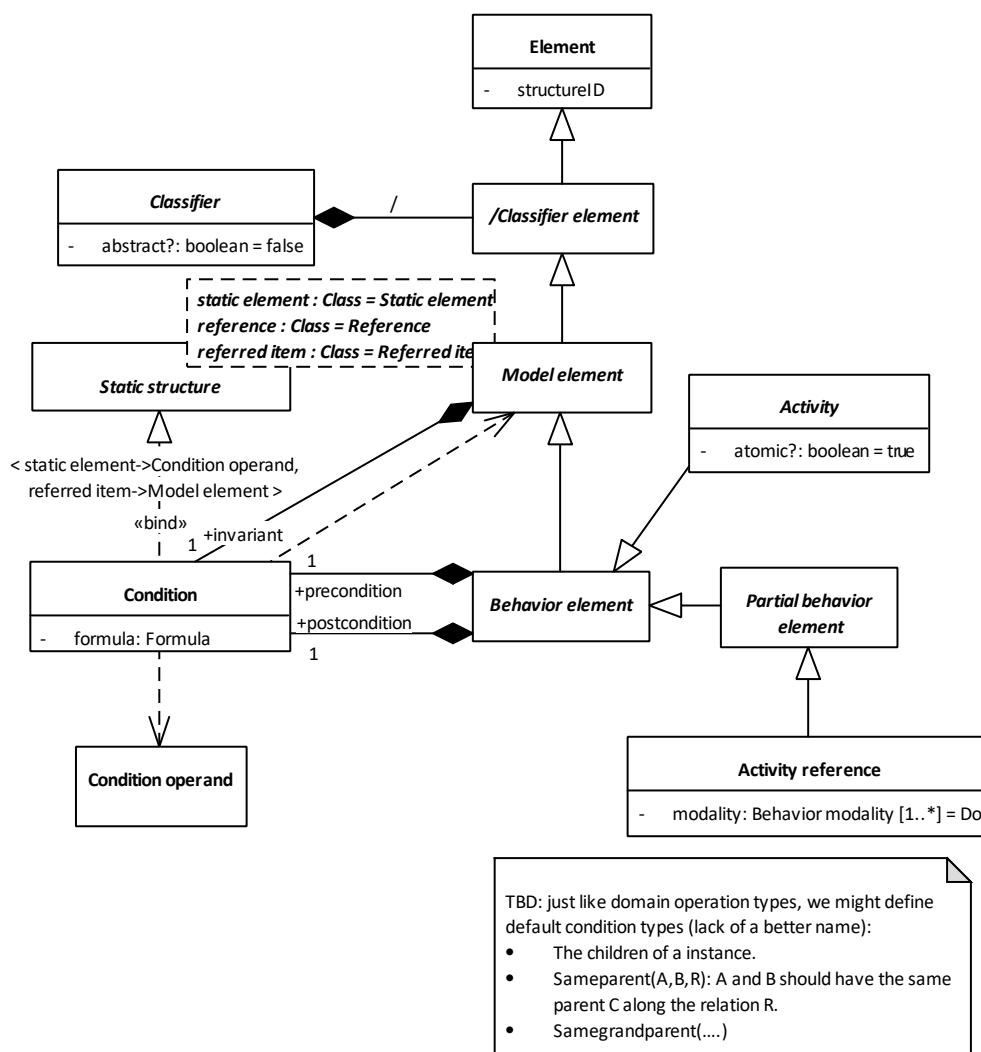 Element
- structureID
Classifier
- abstract?: boolean = false
/
/Classifier element
static element : Class = Static element
reference : Class = Reference
referred item : Class = Referred ite
Static structure
Model element
Activity
- atomic?: boolean = true
< static element->Condition operand,
referred item->Model element >
«bind»
1
+invariant
1
Condition
- formula: Formula
+precondition
+postcondition
1
Behavior element
Partial behavior
element
Condition operand
Activity reference
- modality: Behavior modality [1..*] = Do
TBD: just like domain operation types, we might define
default condition types (lack of a better name):
• The children of a instance.
• Sameparent(A,B,R): A and B should have the same
parent C along the relation R.
• Samegrandparent(....)